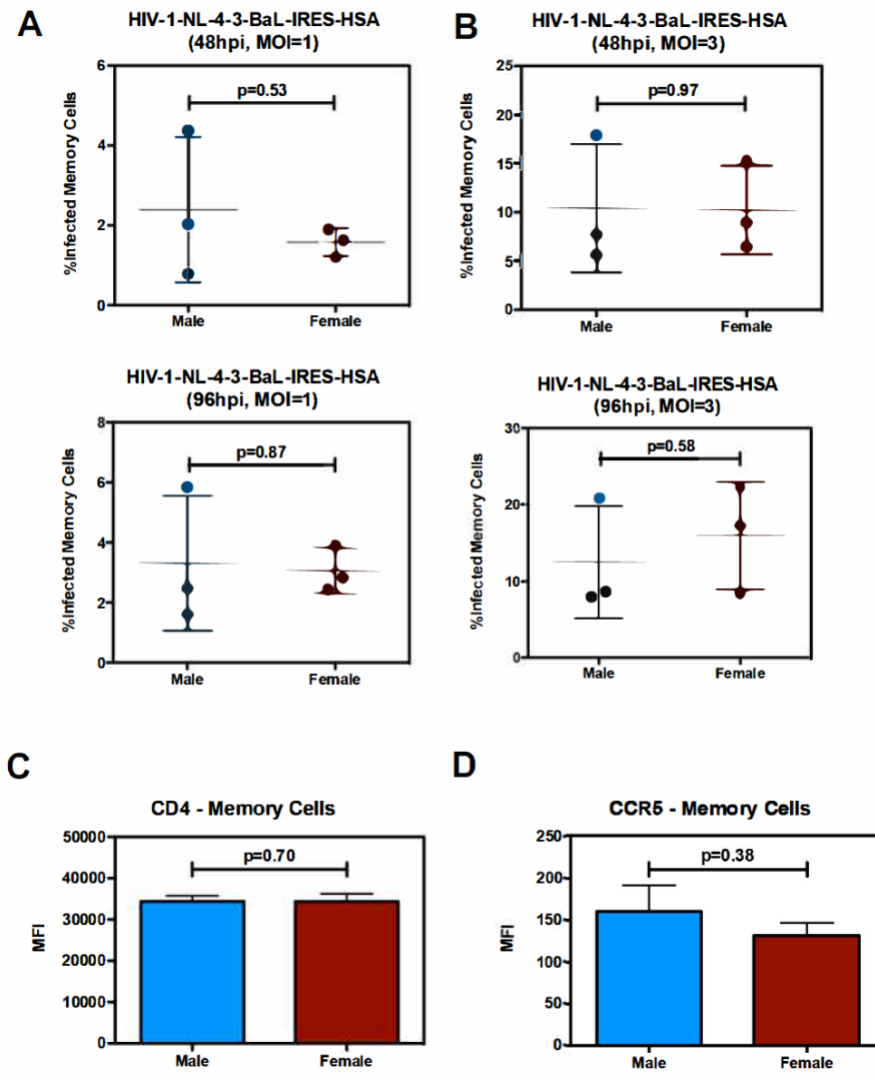 A
HIV-1-NL-4-3-BaL-IRES-HSA
(48hpi, MOI=1)
%Infected Memory Cells
6
4
2
0
p=0.53
Male
Female
B
HIV-1-NL-4-3-BaL-IRES-HSA
(48hpi, MOI=3)
%Infected Memory Cells
25
20
15
10
5
0
p=0.97
Male
Female
HIV-1-NL-4-3-BaL-IRES-HSA
(96hpi, MOI=1)
%Infected Memory Cells
8
6
4
2
0
p=0.87
Male
Female
HIV-1-NL-4-3-BaL-IRES-HSA
(96hpi, MOI=3)
%Infected Memory Cells
30
20
10
0
p=0.58
Male
Female
C
CD4 - Memory Cells
MFI
50000
40000
30000
20000
10000
0
p=0.70
Male
Female
D
CCR5 - Memory Cells
MFI
250
200
150
100
50
0
p=0.38
Male
Female